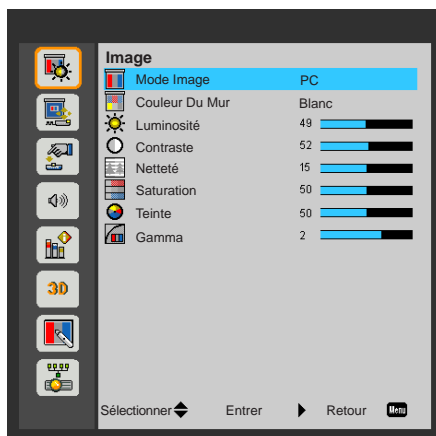 Image
Mode Image PC
Couleur Du Mur Blanc
Luminosité 49
Contraste 52
Netteté 15
Saturation 50
Teinte 50
Gamma 2
3D
Sélectionner Entrer Retour Menu